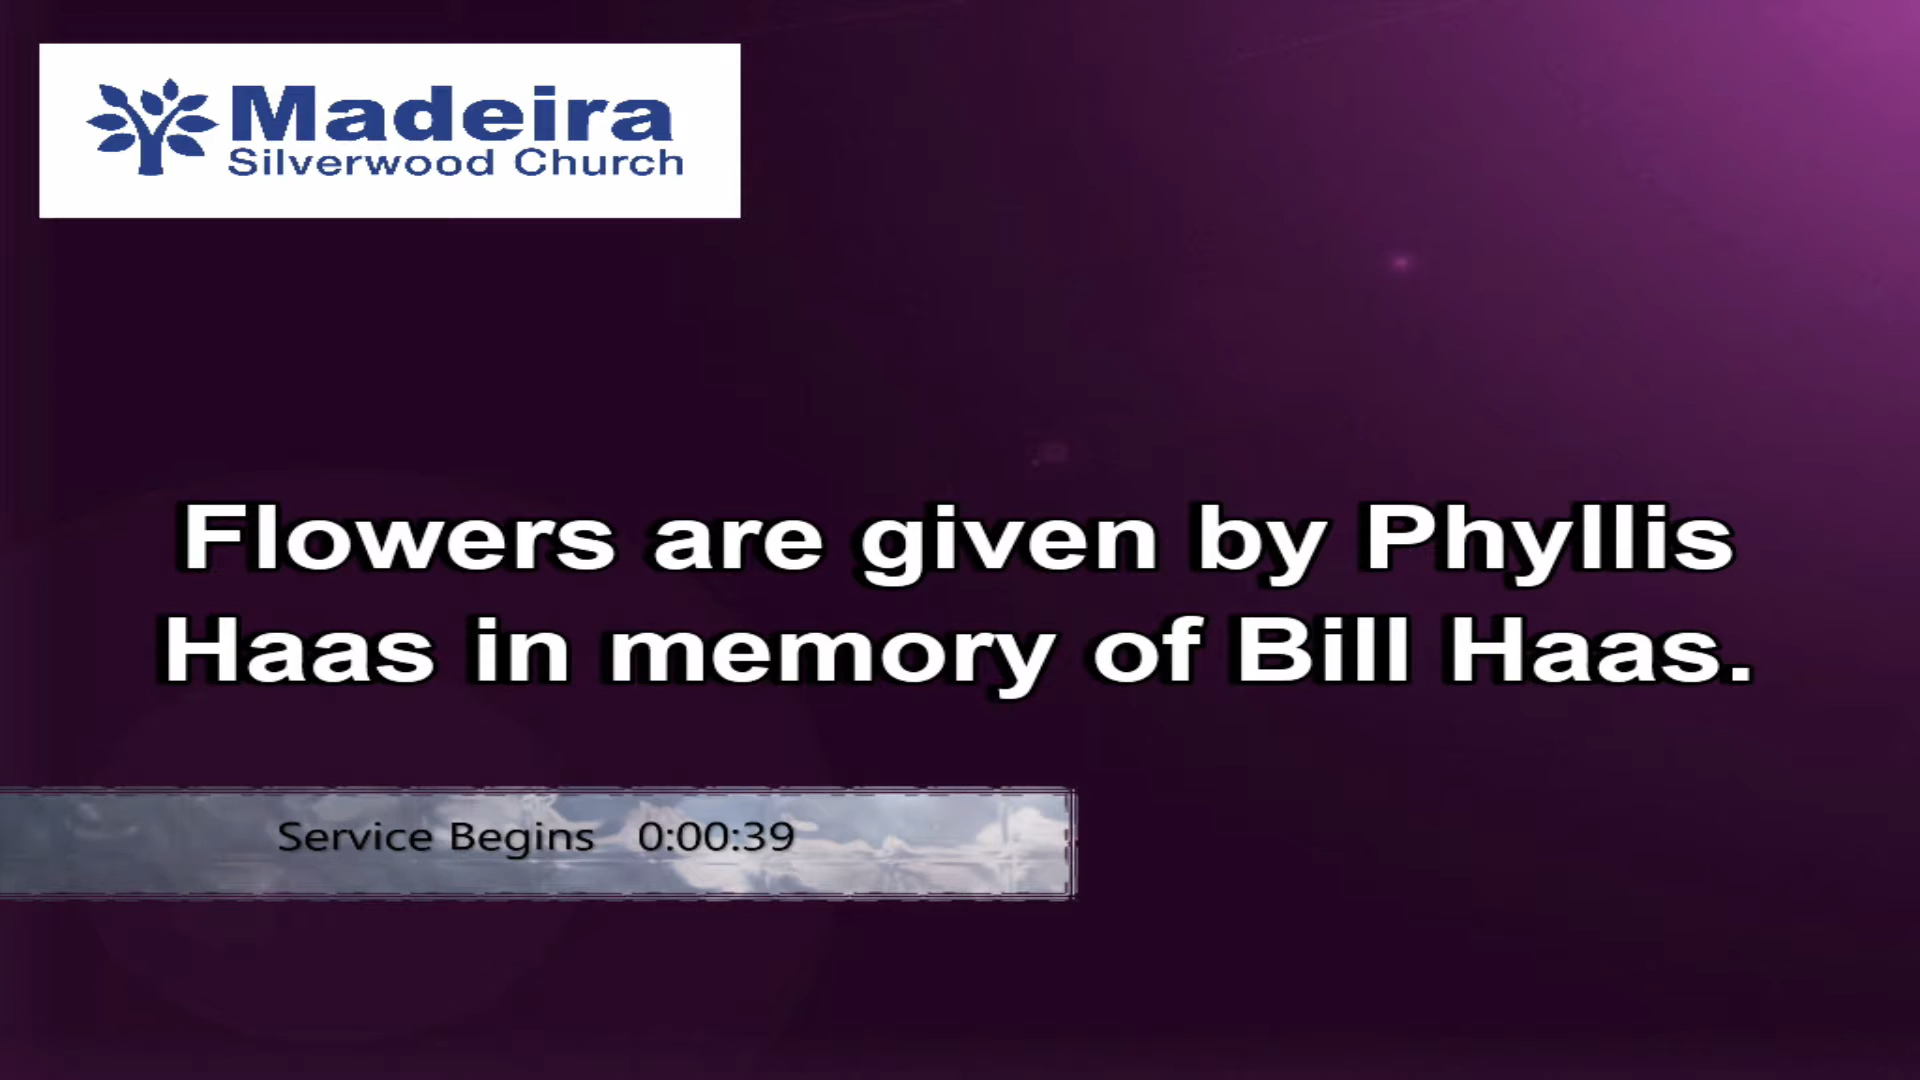 Madeira
Silverwood Church
Flowers are given by Phyllis
Haas in memory of Bill Haas.
Service Begins 0:00:39